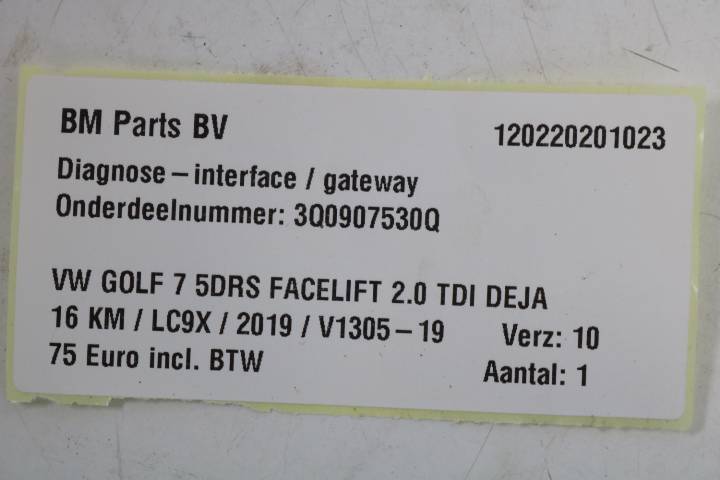 BM Parts BV 120220201023
Diagnose-interface / gateway
Onderdeelnummer: 3Q0907530Q
VW GOLF 7 5DRS FACELIFT 2.0 TDI DEJA
16 KM / LC9X / 2019 / V1305-19 Verz: 10
75 Euro incl. BTW Aantal: 1